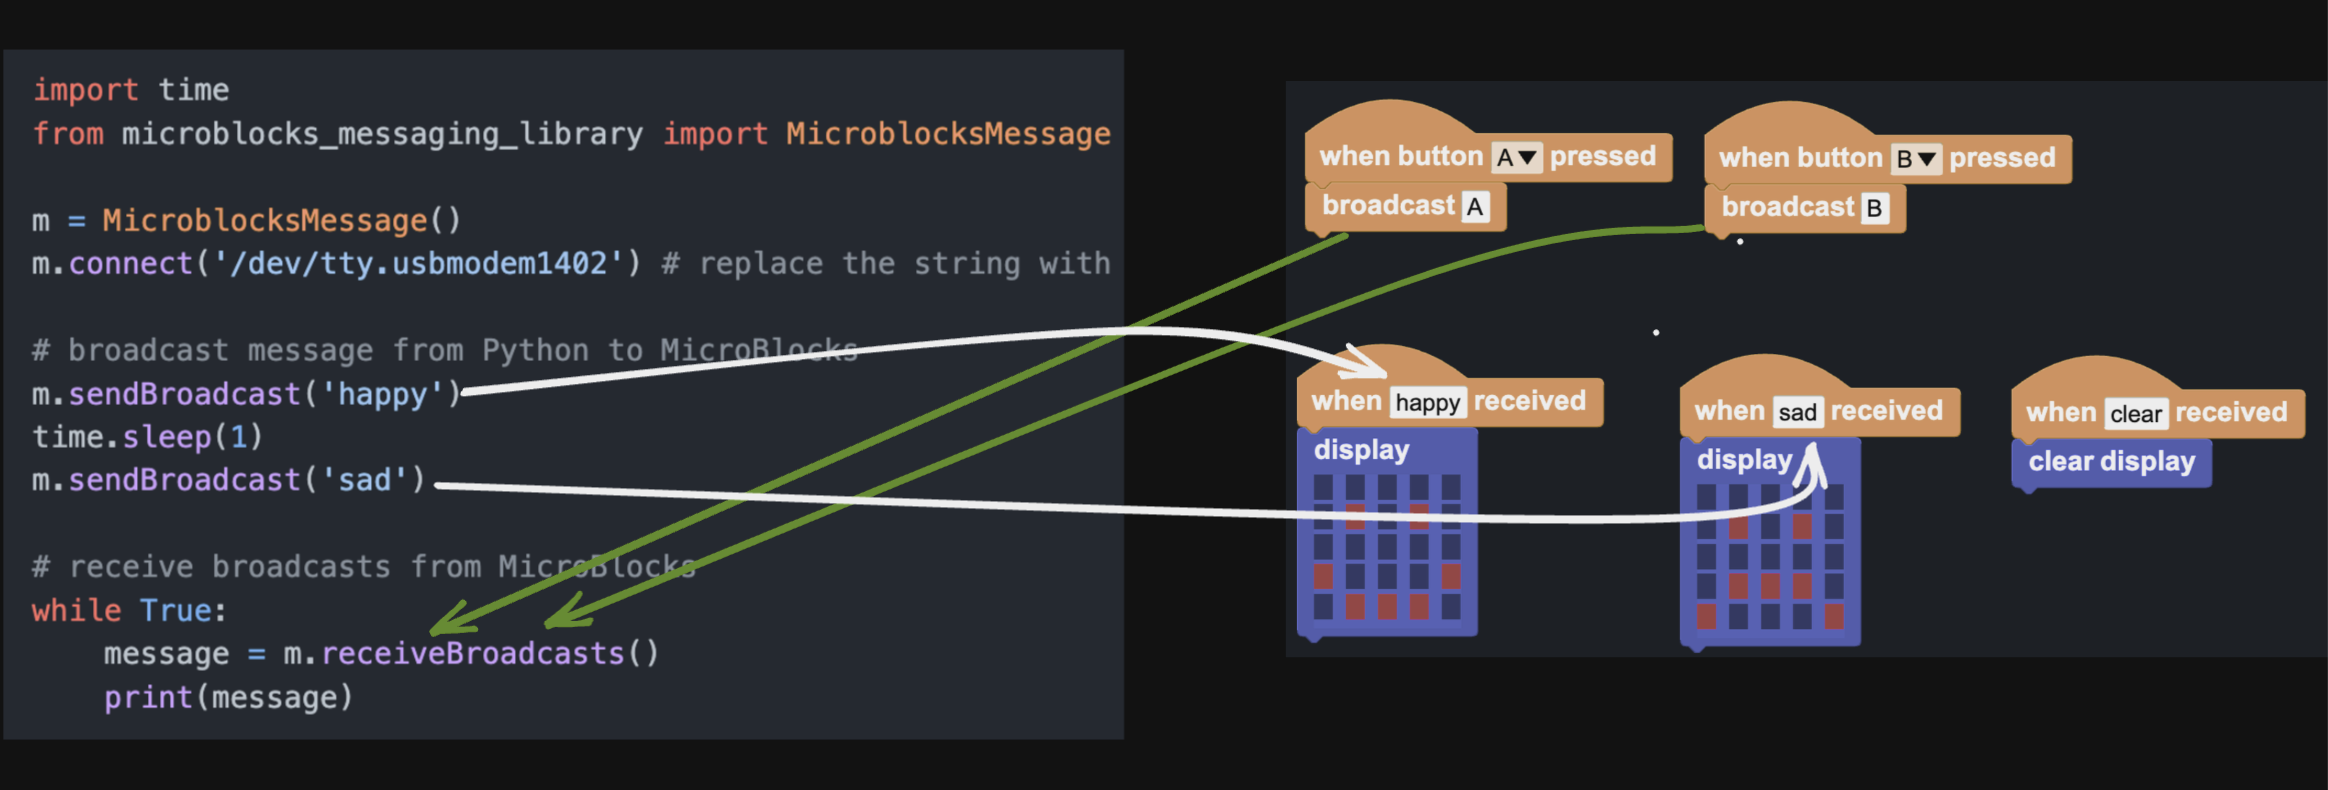 import time
from microblocks_messaging_library import MicroblocksMessage
m = MicroblocksMessage()
m.connect('/dev/tty.usbmodem1402') # replace the string with
# broadcast message from Python to MicroBlocks
m.sendBroadcast('happy')
time.sleep(1)
m.sendBroadcast('sad')
# receive broadcasts from MicroBlocks
while True:
    message = m.receiveBroadcasts()
    print(message)
when button A▼ pressed
broadcast A
when button B▼ pressed
broadcast B
when happy received
display
when sad received
display
when clear received
clear display